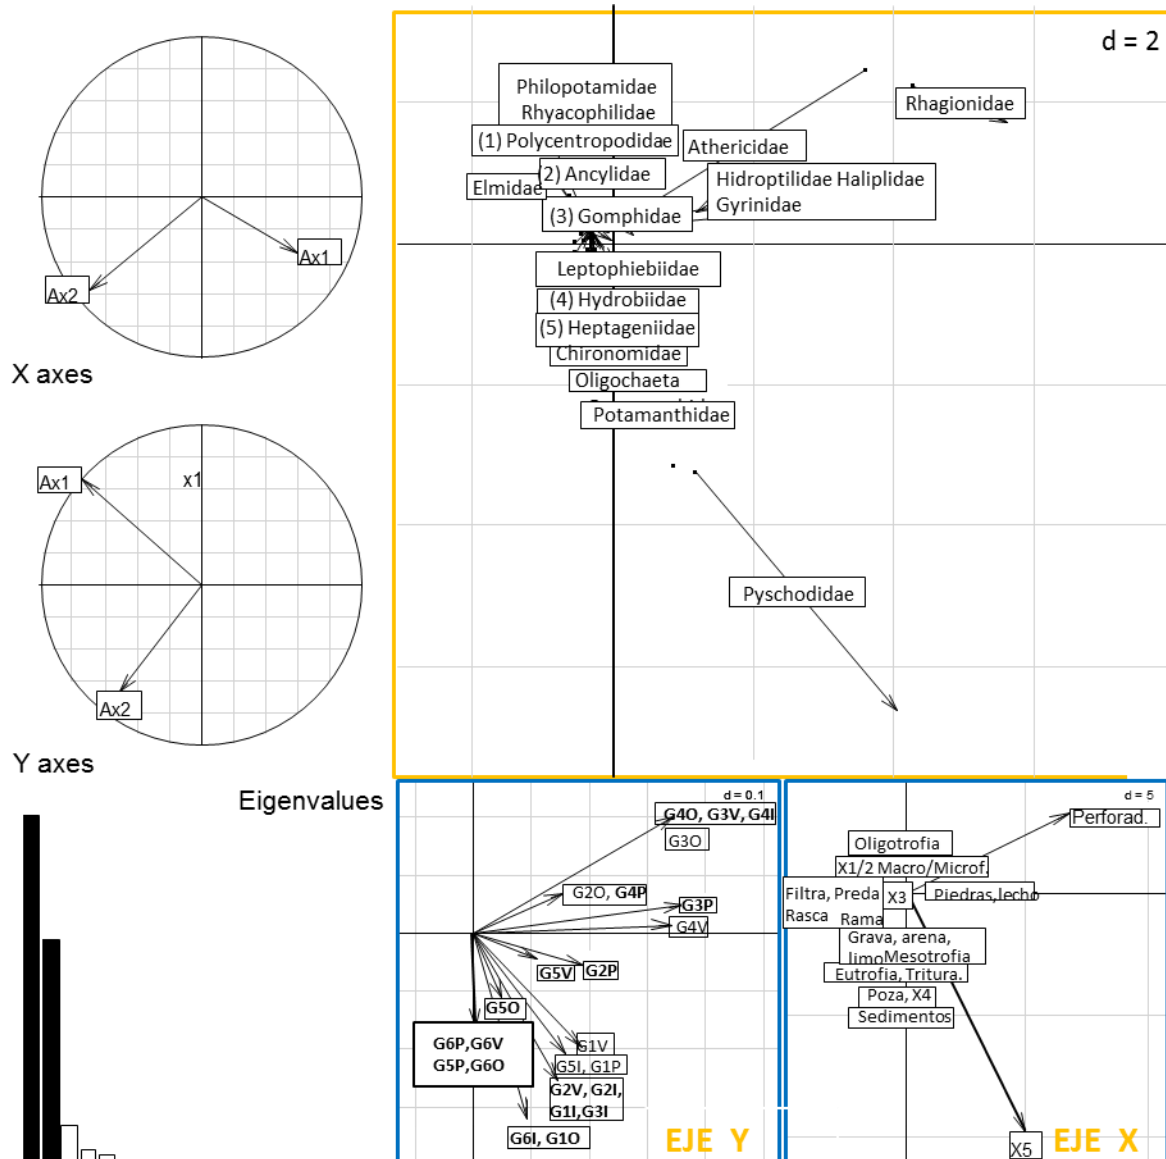 d = 2
Philopotamidae
Rhyacophilidae
Rhagionidae
(1) Polycentropodidae
Athericidae
(2) Ancylidae
Elmidae
Hidroptilidae Haliplidae
Gyrinidae
(3) Gomphidae
Ax1
Ax2
X axes
Leptophiebiidae
(4) Hydrobiidae
(5) Heptageniidae
Chironomidae
Oligochaeta
Potamanthidae
Ax1
x1
Ax2
Y axes
Pyschodidae
Eigenvalues
d = 0.1
G4O, G3V, G4I
G3O
G2O, G4P
G3P
G4V
G5V
G2P
G5O
G6P,G6V
G5P,G6O
G1V
G5I, G1P
G2V, G2I,
G1I,G3I
G6I, G1O
EJE Y
d = 5
Perforad.
Oligotrofia
X1/2 Macro/Microf.
Filtra, Preda
X3
Piedras,lecho
Rasca
Rama
Grava, arena,
limo
Mesotrofia
Eutrofia,Tritura.
Poza, X4
Sedimentos
X5
EJE X